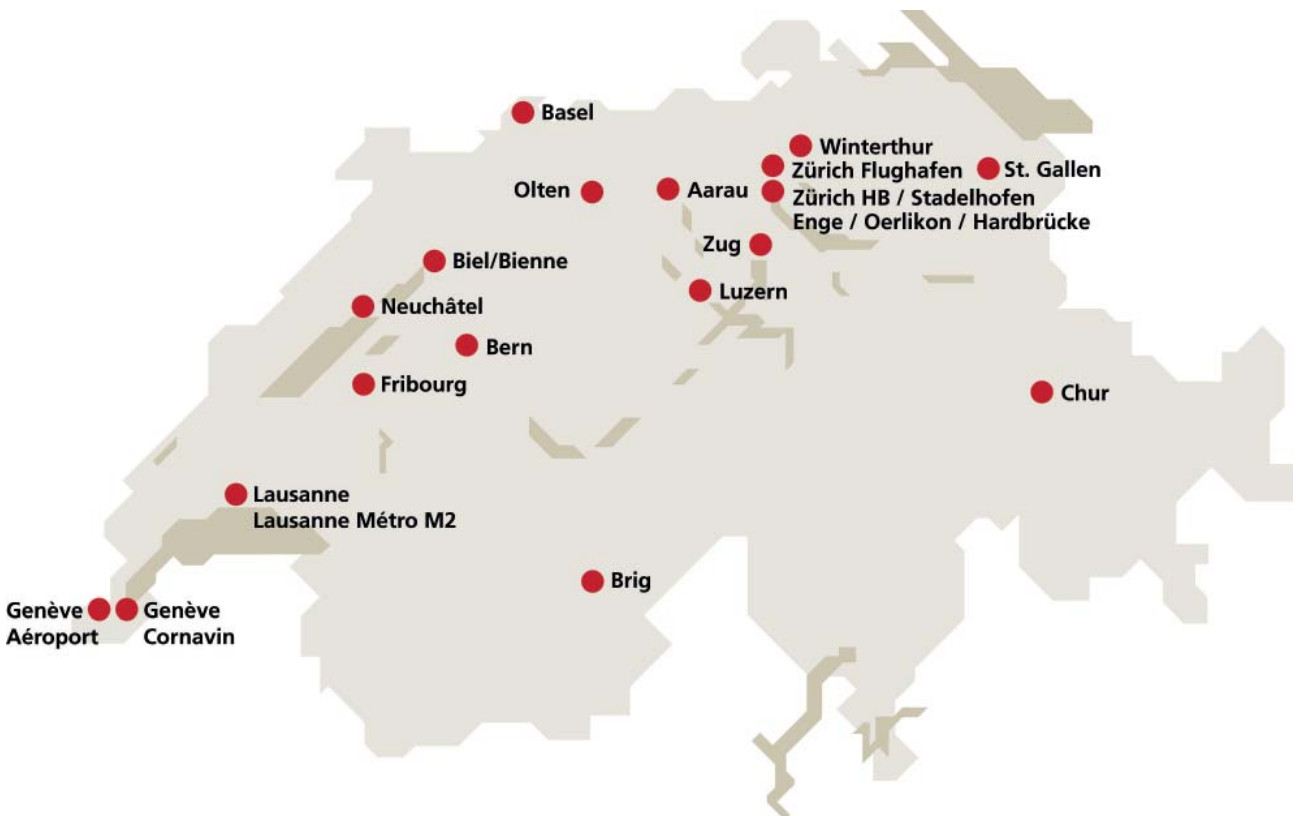 Basel
Winterthur
Zürich Flughafen
St. Gallen
Olten
Aarau
Zürich HB / Stadelhofen
Enge / Oerlikon / Hardbrücke
Zug
Biel/Bienne
Luzern
Neuchâtel
Bern
Fribourg
Chur
Lausanne
Lausanne Métro M2
Brig
Genève
Aéroport
Genève
Cornavin